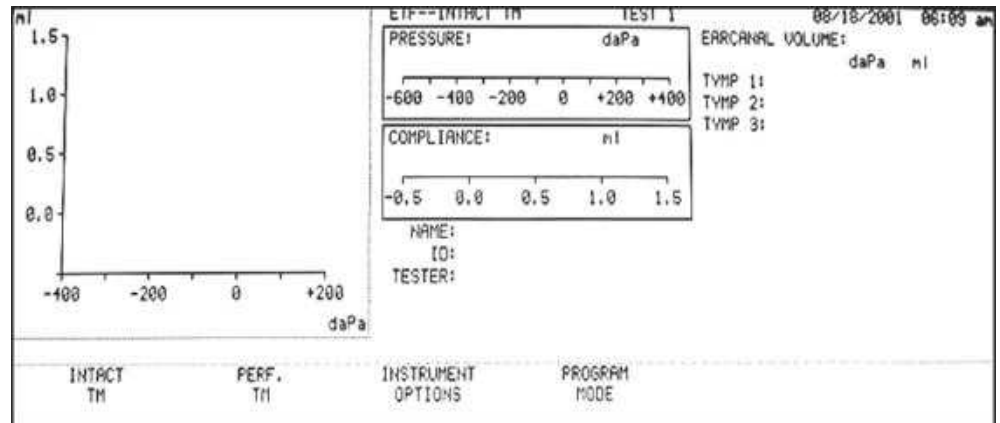 ml
1.5
1.0
0.5
0.0
-400 -200 0 +200
daPa
ETF--INTACT TM TEST 1 08/18/2001 06:09 am
PRESSURE: daPa
-600 -400 -200 0 +200 +400
COMPLIANCE: ml
-0.5 0.0 0.5 1.0 1.5
NAME:
ID:
TESTER:
EARCANAL VOLUME:
daPa ml
TYMP 1:
TYMP 2:
TYMP 3:
INTACT TM
PERF. TM
INSTRUMENT OPTIONS
PROGRAM MODE